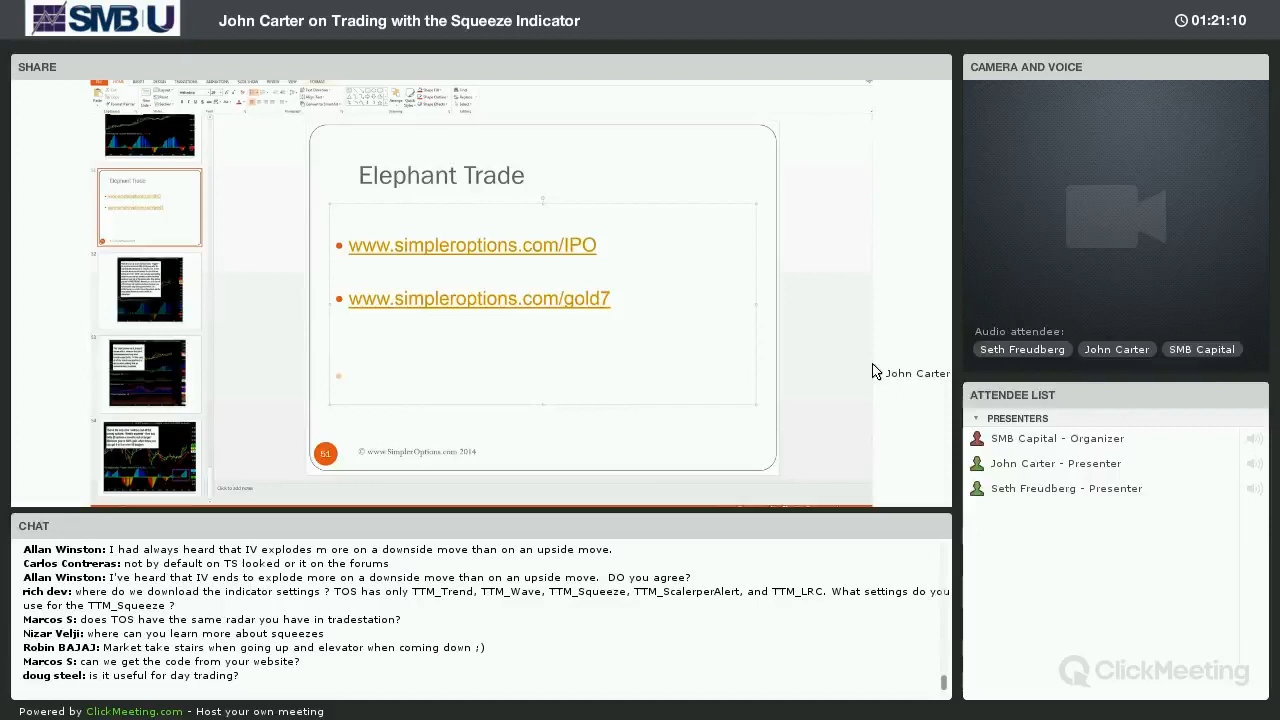 SMB U
John Carter on Trading with the Squeeze Indicator
01:21:10
SHARE
Elephant Trade
www.simpleroptions.com/IPO
www.simpleroptions.com/gold7
51
© www.SimplerOptions.com 2014
Click to add notes
John Carter
CAMERA AND VOICE
Audio attendee:
Seth Freudberg John Carter SMB Capital
ATTENDEE LIST
PRESENTERS
SMB Capital - Organizer
John Carter - Presenter
Seth Freudberg - Presenter
CHAT
Allan Winston: I had always heard that IV explodes m ore on a downside move than on an upside move.
Carlos Contreras: not by default on TS looked or it on the forums
Allan Winston: I've heard that IV ends to explode more on a downside move than on an upside move. DO you agree?
rich dev: where do we download the indicator settings ? TOS has only TTM_Trend, TTM_Wave, TTM_Squeeze, TTM_ScalerperAlert, and TTM_LRC. What settings do you
use for the TTM_Squeeze ?
Marcos S: does TOS have the same radar you have in tradestation?
Nizar Velji: where can you learn more about squeezes
Robin BAJAJ: Market take stairs when going up and elevator when coming down ;)
Marcos S: can we get the code from your website?
doug steel: is it useful for day trading?
ClickMeeting
Powered by ClickMeeting.com - Host your own meeting